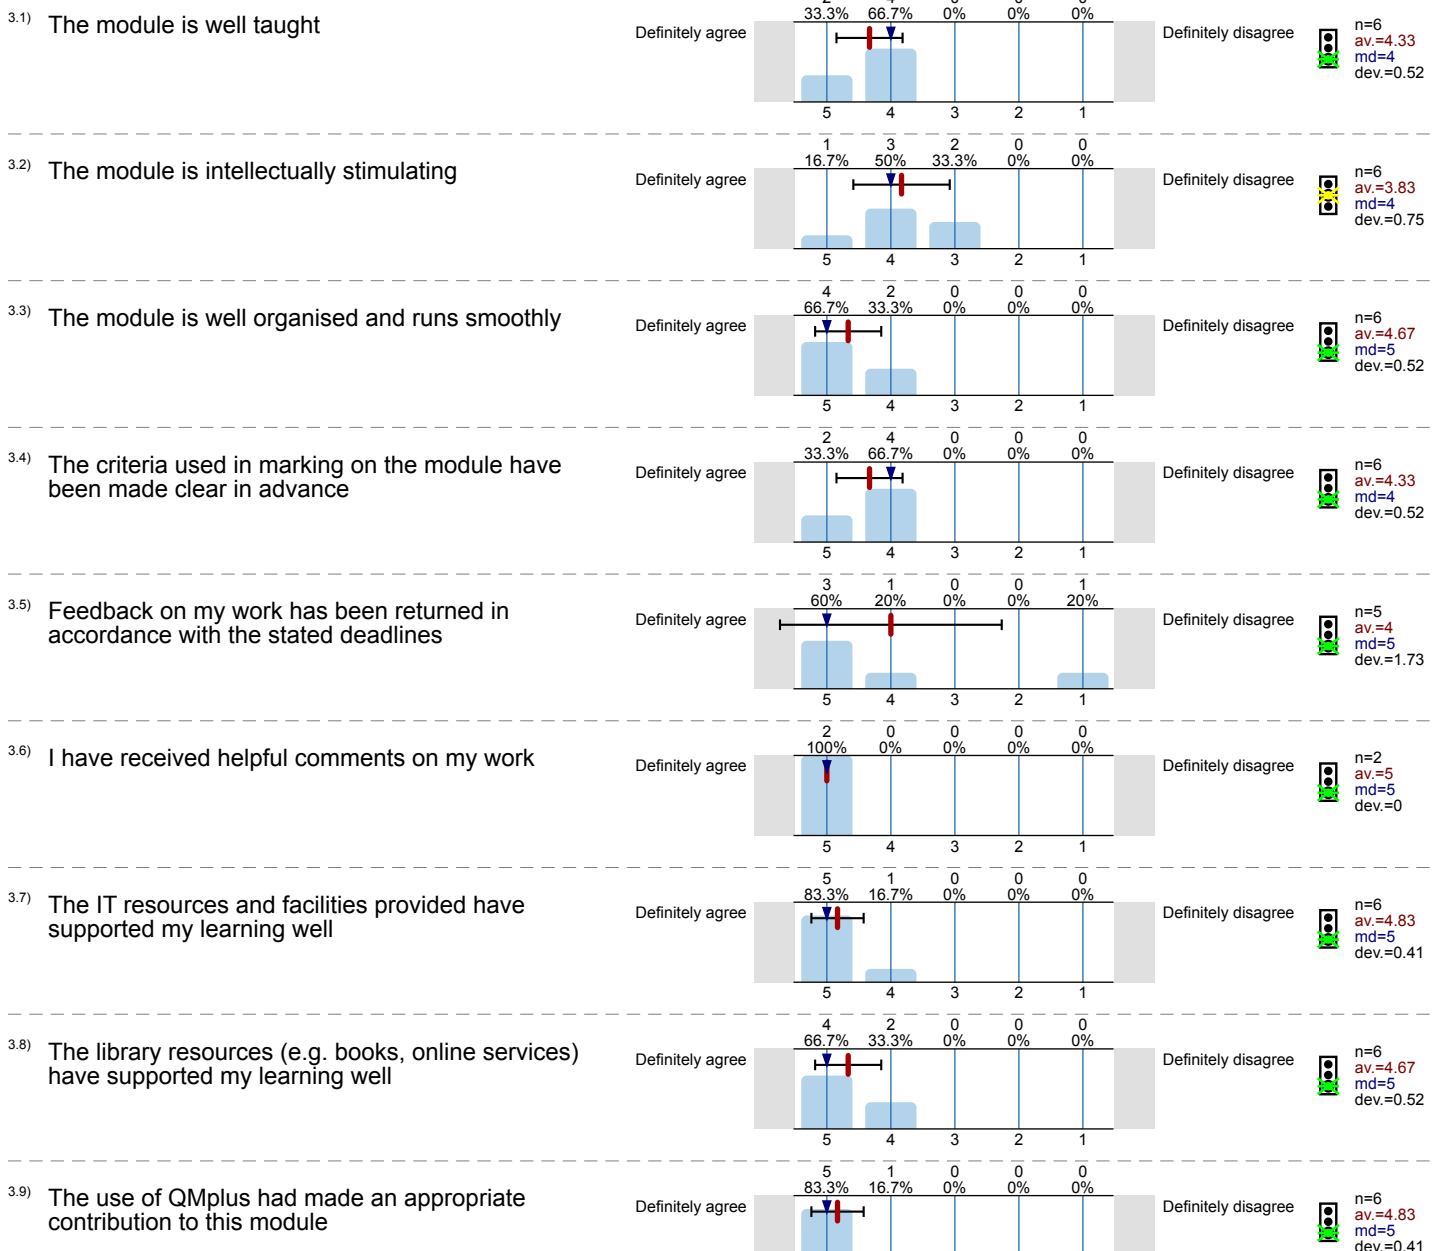 2 4 0 0 0
33.3% 66.7% 0% 0% 0%
3.1) The module is well taught
Definitely agree
Definitely disagree
n=6
av.=4.33
md=4
dev.=0.52
5 4 3 2 1
1 3 2 0 0
16.7% 50% 33.3% 0% 0%
3.2) The module is intellectually stimulating
Definitely agree
Definitely disagree
n=6
av.=3.83
md=4
dev.=0.75
5 4 3 2 1
4 2 0 0 0
66.7% 33.3% 0% 0% 0%
3.3) The module is well organised and runs smoothly
Definitely agree
Definitely disagree
n=6
av.=4.67
md=5
dev.=0.52
5 4 3 2 1
2 4 0 0 0
33.3% 66.7% 0% 0% 0%
3.4) The criteria used in marking on the module have
been made clear in advance
Definitely agree
Definitely disagree
n=6
av.=4.33
md=4
dev.=0.52
5 4 3 2 1
3 1 0 0 1
60% 20% 0% 0% 20%
3.5) Feedback on my work has been returned in
accordance with the stated deadlines
Definitely agree
Definitely disagree
n=5
av.=4
md=5
dev.=1.73
5 4 3 2 1
2 0 0 0 0
100% 0% 0% 0% 0%
3.6) I have received helpful comments on my work
Definitely agree
Definitely disagree
n=2
av.=5
md=5
dev.=0
5 4 3 2 1
5 1 0 0 0
83.3% 16.7% 0% 0% 0%
3.7) The IT resources and facilities provided have
supported my learning well
Definitely agree
Definitely disagree
n=6
av.=4.83
md=5
dev.=0.41
5 4 3 2 1
4 2 0 0 0
66.7% 33.3% 0% 0% 0%
3.8) The library resources (e.g. books, online services)
have supported my learning well
Definitely agree
Definitely disagree
n=6
av.=4.67
md=5
dev.=0.52
5 4 3 2 1
5 1 0 0 0
83.3% 16.7% 0% 0% 0%
3.9) The use of QMplus had made an appropriate
contribution to this module
Definitely agree
Definitely disagree
n=6
av.=4.83
md=5
dev.=0.41